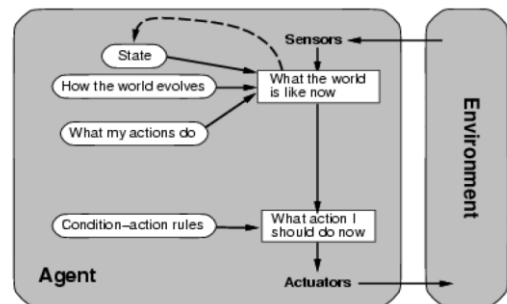 Sensors
State
What the world
is like now
How the world evolves
What my actions do
Environment
What action I
should do now
Condition–action rules
Agent
Actuators